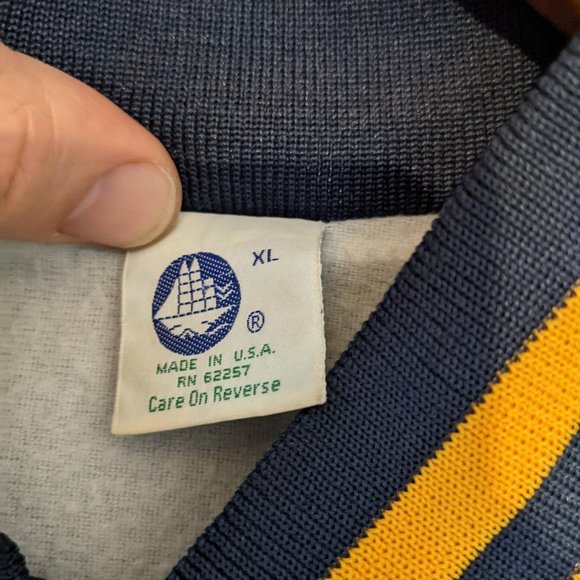 XL
®
MADE IN U.S.A.
RN 62257
Care On Reverse